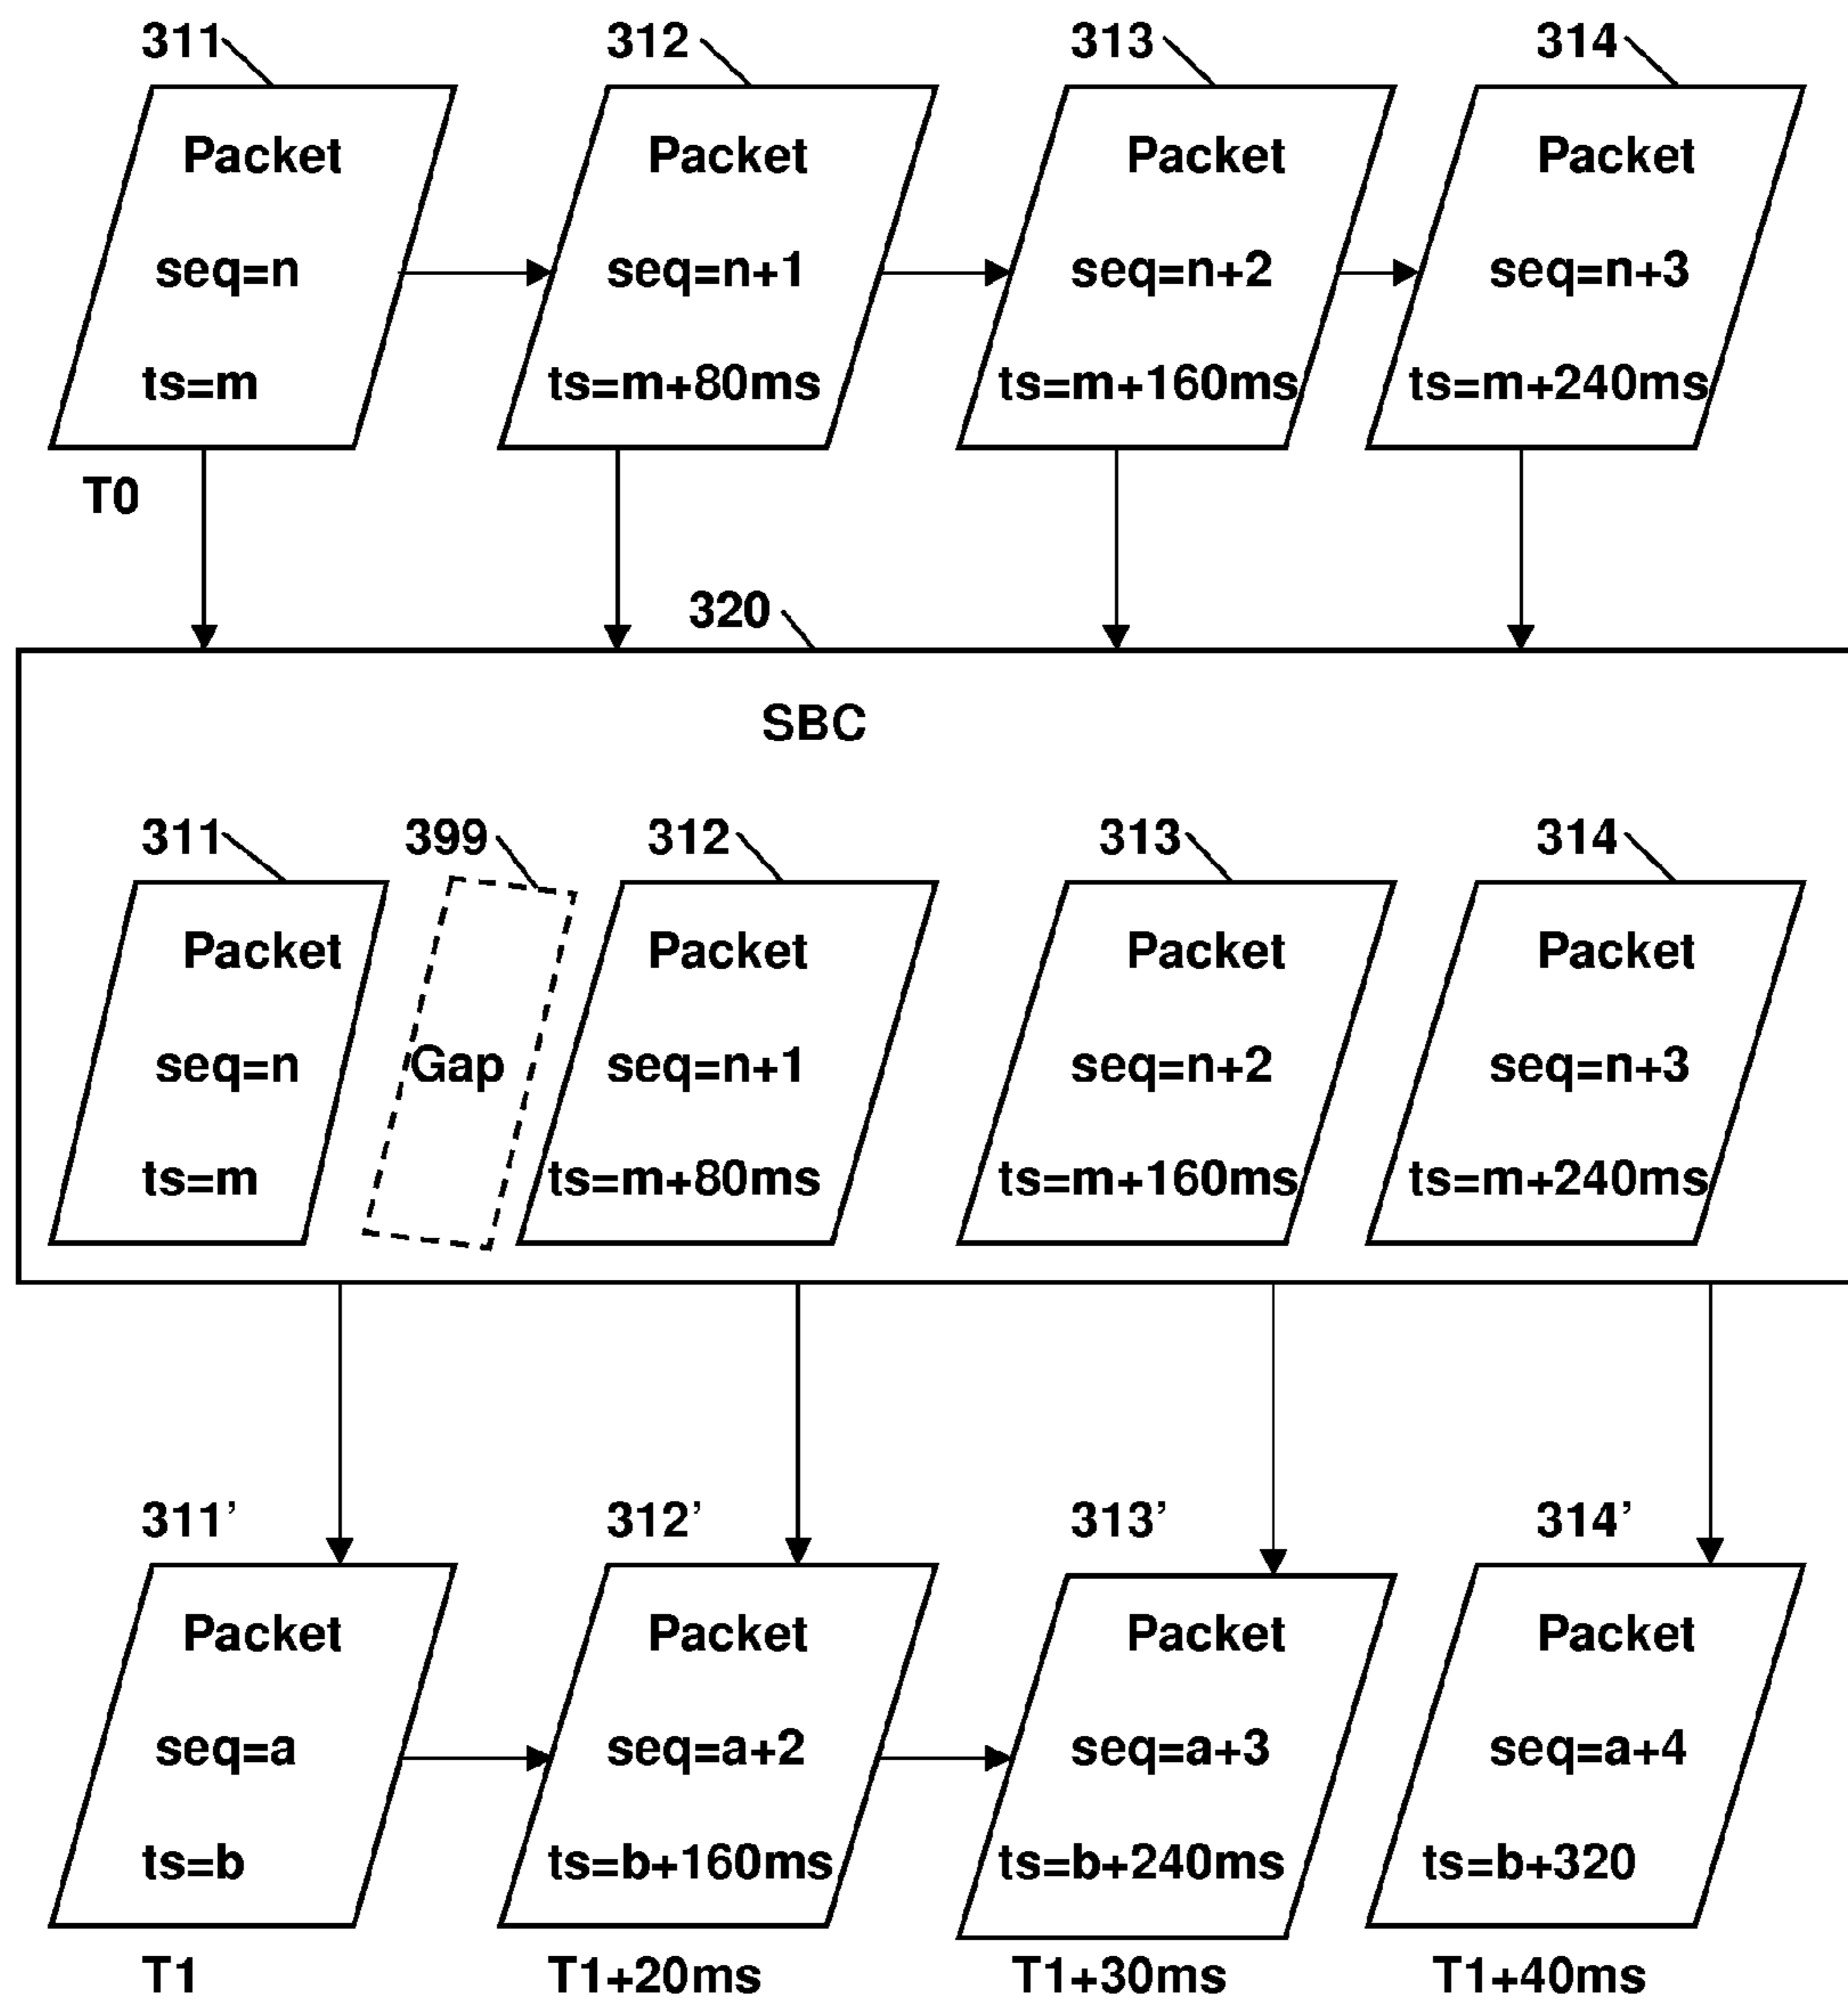 311 312 313 314
Packet Packet Packet Packet
seq=n seq=n+1 seq=n+2 seq=n+3
ts=m ts=m+80ms ts=m+160ms ts=m+240ms
T0
320
SBC
311 399 312 313 314
Packet Packet Packet Packet
seq=n Gap seq=n+1 seq=n+2 seq=n+3
ts=m ts=m+80ms ts=m+160ms ts=m+240ms
311’ 312’ 313’ 314’
Packet Packet Packet Packet
seq=a seq=a+2 seq=a+3 seq=a+4
ts=b ts=b+160ms ts=b+240ms ts=b+320
T1 T1+20ms T1+30ms T1+40ms